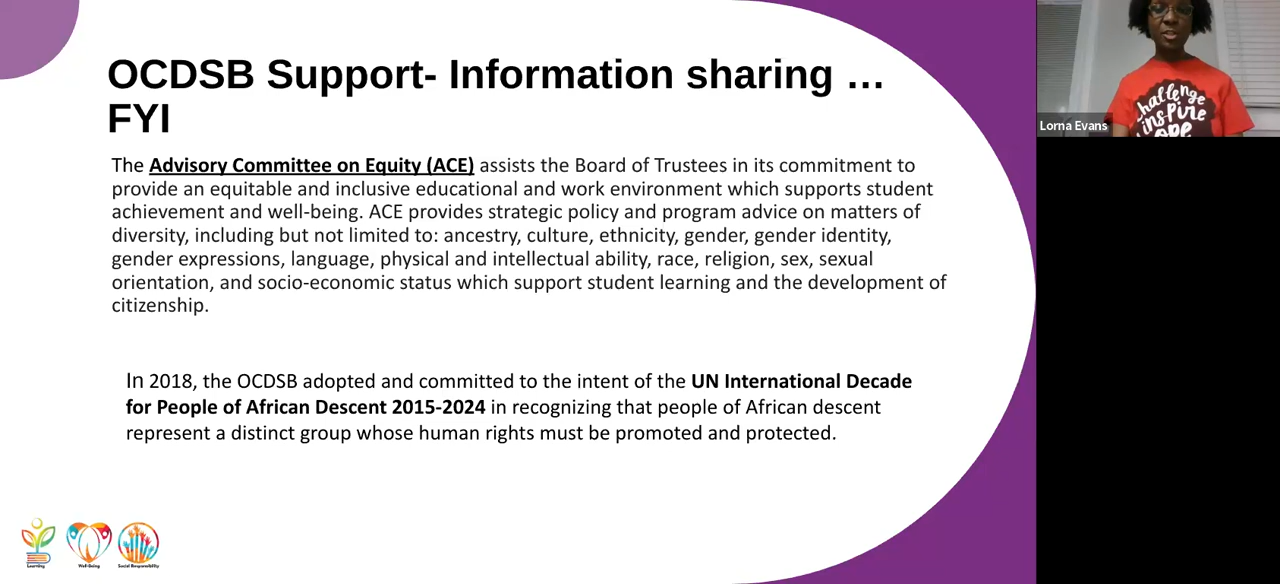 OCDSB Support- Information sharing …
FYI
The Advisory Committee on Equity (ACE) assists the Board of Trustees in its commitment to
provide an equitable and inclusive educational and work environment which supports student
achievement and well-being. ACE provides strategic policy and program advice on matters of
diversity, including but not limited to: ancestry, culture, ethnicity, gender, gender identity,
gender expressions, language, physical and intellectual ability, race, religion, sex, sexual
orientation, and socio-economic status which support student learning and the development of
citizenship.
In 2018, the OCDSB adopted and committed to the intent of the UN International Decade
for People of African Descent 2015-2024 in recognizing that people of African descent
represent a distinct group whose human rights must be promoted and protected.
Learning
Well-Being
Social Responsibility
Challenge
inspire
Lorna Evans